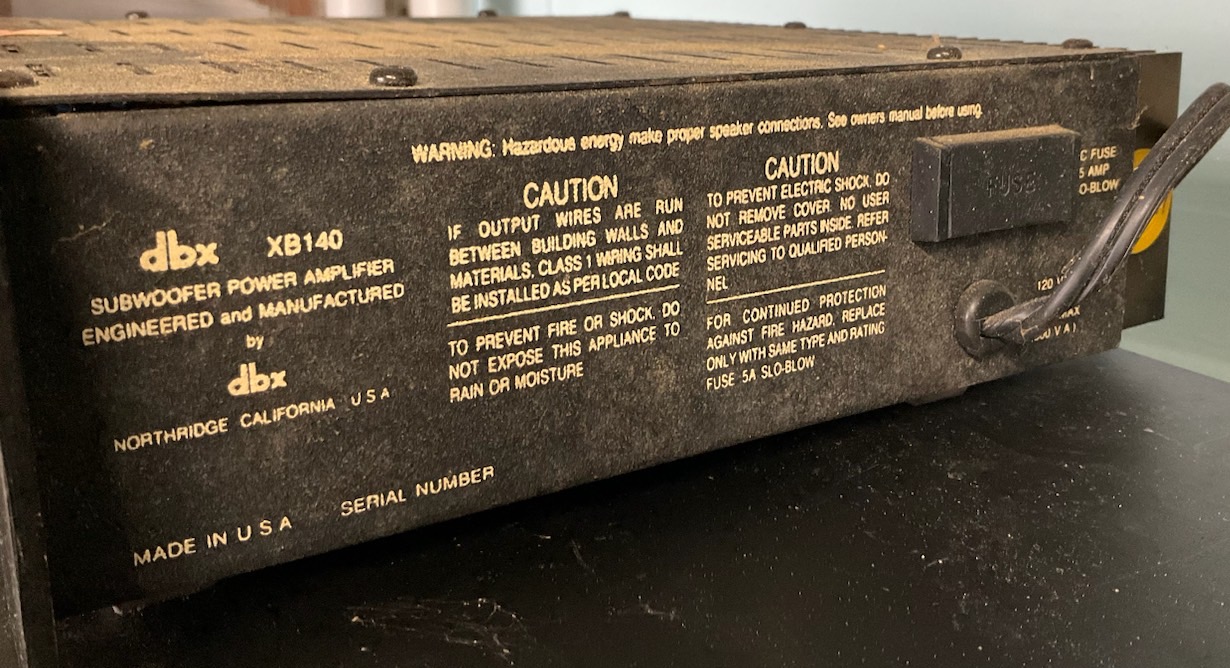 WARNING: Hazardous energy make proper speaker connections. See owners manual before using.
dbx XB140
SUBWOOFER POWER AMPLIFIER
ENGINEERED and MANUFACTURED
by
dbx
NORTHRIDGE CALIFORNIA U S A
MADE IN U S A
SERIAL NUMBER
CAUTION
IF OUTPUT WIRES ARE RUN
BETWEEN BUILDING WALLS AND
MATERIALS, CLASS 1 WIRING SHALL
BE INSTALLED AS PER LOCAL CODE
TO PREVENT FIRE OR SHOCK, DO
NOT EXPOSE THIS APPLIANCE TO
RAIN OR MOISTURE
CAUTION
TO PREVENT ELECTRIC SHOCK, DO
NOT REMOVE COVER. NO USER
SERVICEABLE PARTS INSIDE. REFER
SERVICING TO QUALIFIED PERSON-
NEL
FOR CONTINUED PROTECTION
AGAINST FIRE HAZARD, REPLACE
ONLY WITH SAME TYPE AND RATING
FUSE 5A SLO-BLOW
FUSE
C FUSE
5 AMP
O-BLOW
120 V